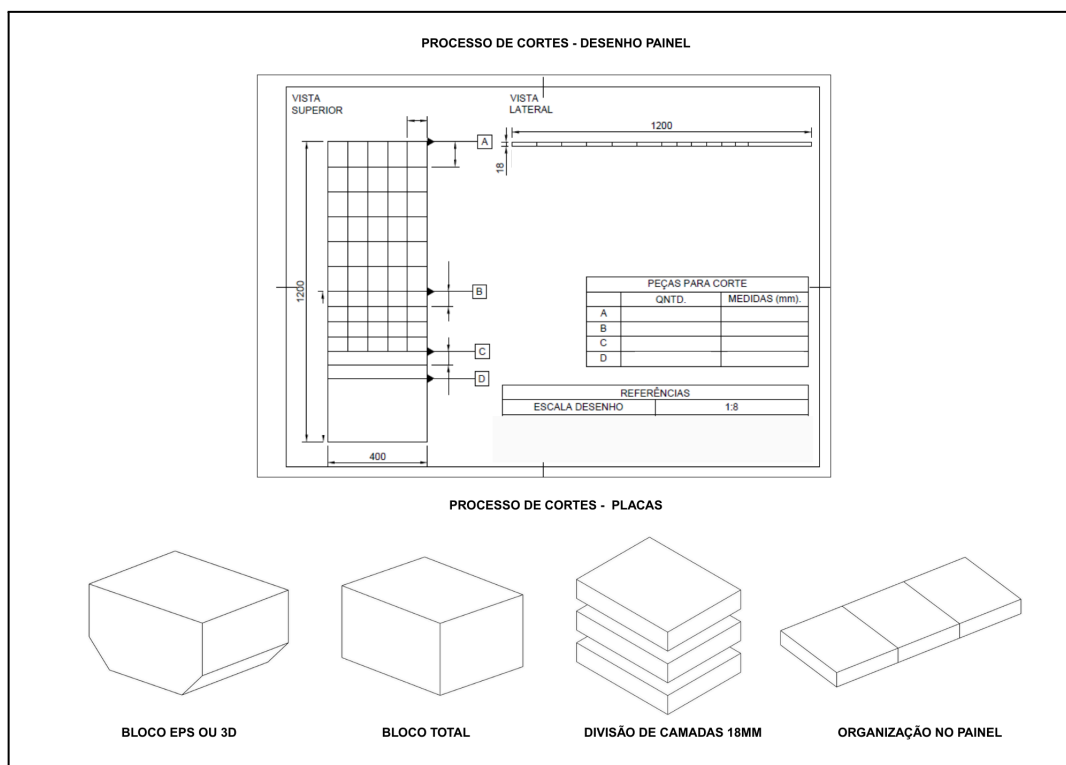 PROCESSO DE CORTES - DESENHO PAINEL
VISTA
SUPERIOR
VISTA
LATERAL
1200
A
18
1200
B
PEÇAS PARA CORTE
QNTD. MEDIDAS (mm).
A
B
C
D
C
D
REFERÊNCIAS
ESCALA DESENHO 1:8
400
PROCESSO DE CORTES - PLACAS
BLOCO EPS OU 3D
BLOCO TOTAL
DIVISÃO DE CAMADAS 18MM
ORGANIZAÇÃO NO PAINEL